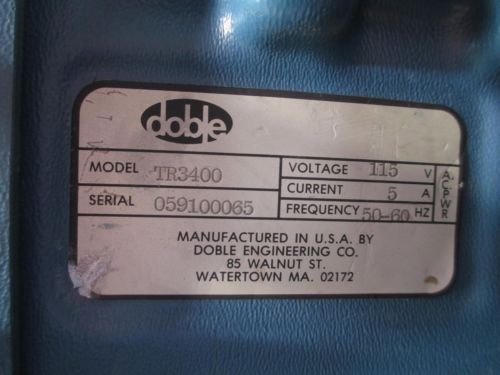 doble
MODEL TR3400
SERIAL 059100065
VOLTAGE 115 V
CURRENT 5 A
FREQUENCY 50-60 HZ
AC PWR
MANUFACTURED IN U.S.A. BY
DOBLE ENGINEERING CO.
85 WALNUT ST.
WATERTOWN MA. 02172